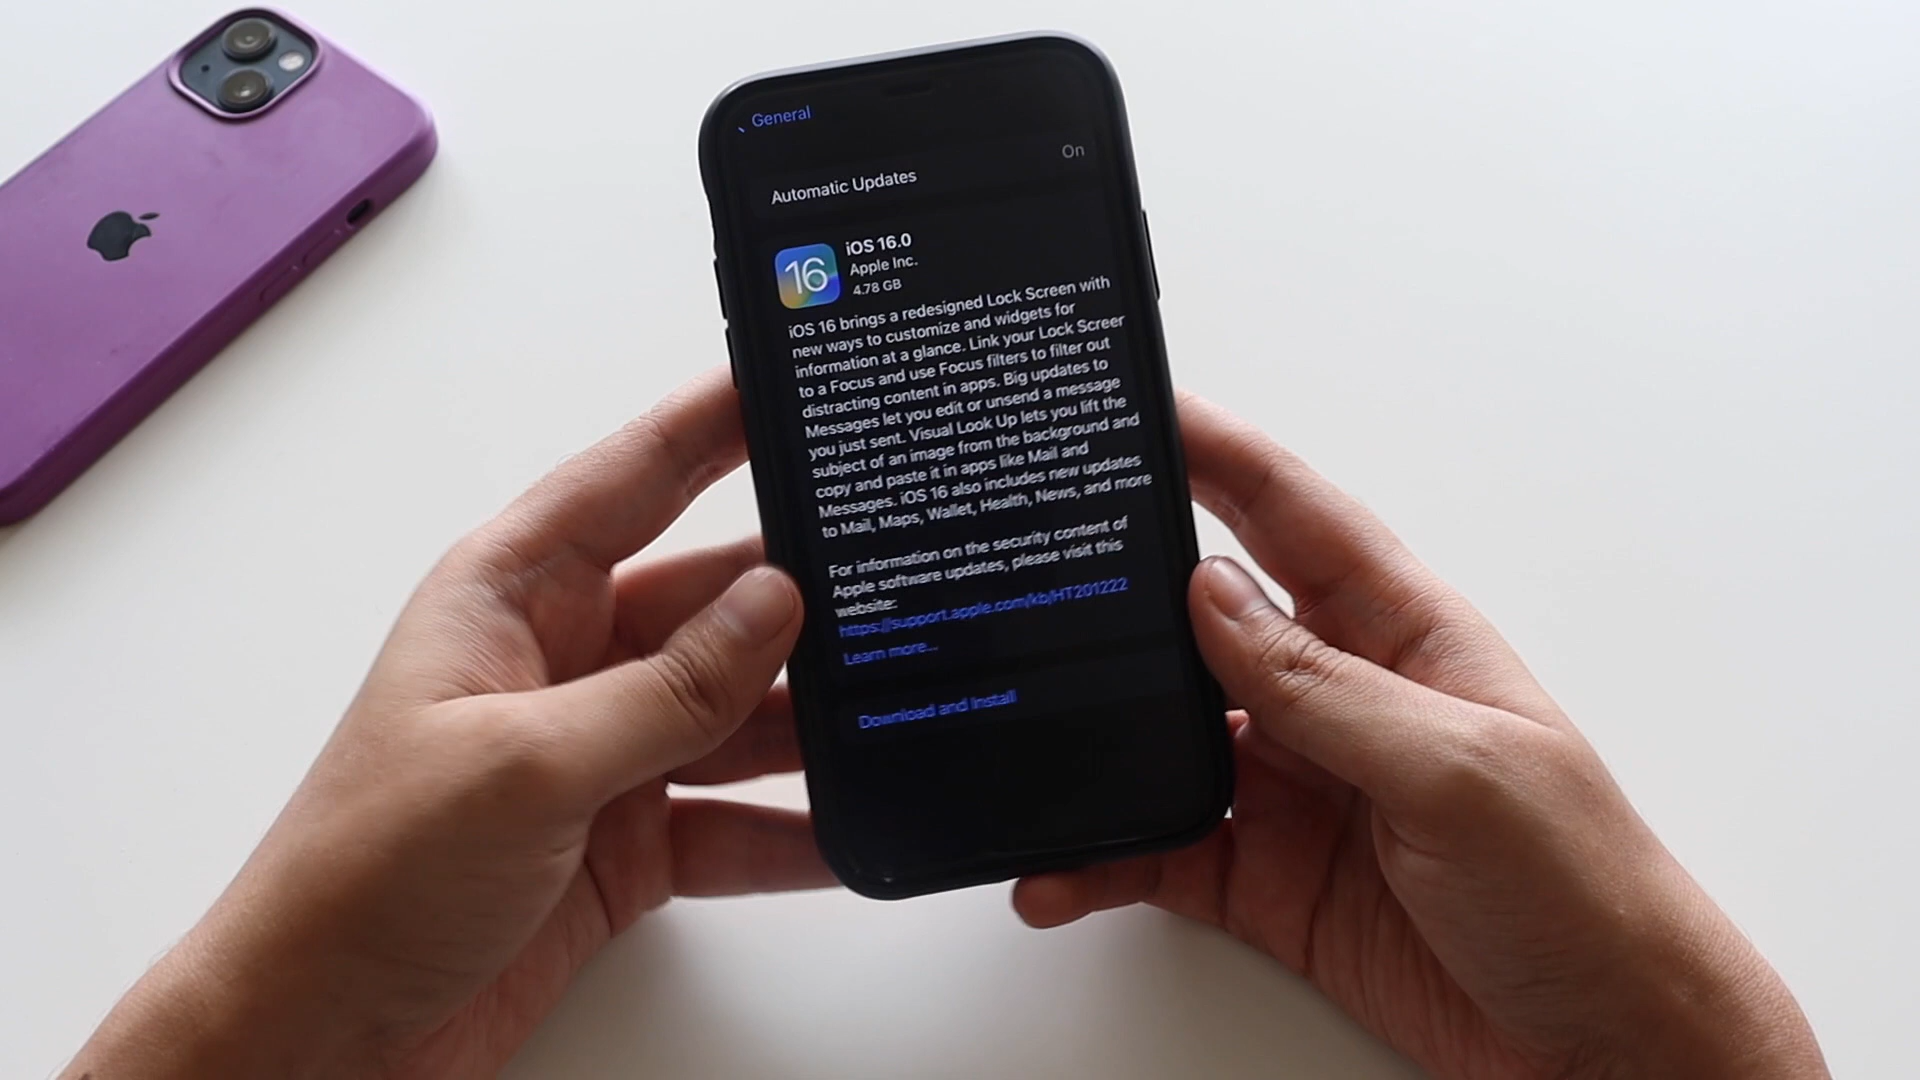 General
On
Automatic Updates
16
iOS 16.0
Apple Inc.
4.78 GB
iOS 16 brings a redesigned Lock Screen with
new ways to customize and widgets for
information at a glance. Link your Lock Screen
to a Focus and use Focus filters to filter out
distracting content in apps. Big updates to
Messages let you edit or unsend a message
you just sent. Visual Look Up lets you lift the
subject of an image from the background and
copy and paste it in apps like Mail and
Messages. iOS 16 also includes new updates
to Mail, Maps, Wallet, Health, News, and more
For information on the security content of
Apple software updates, please visit this
website:
https://support.apple.com/kb/HT201222
Learn more...
Download and Install